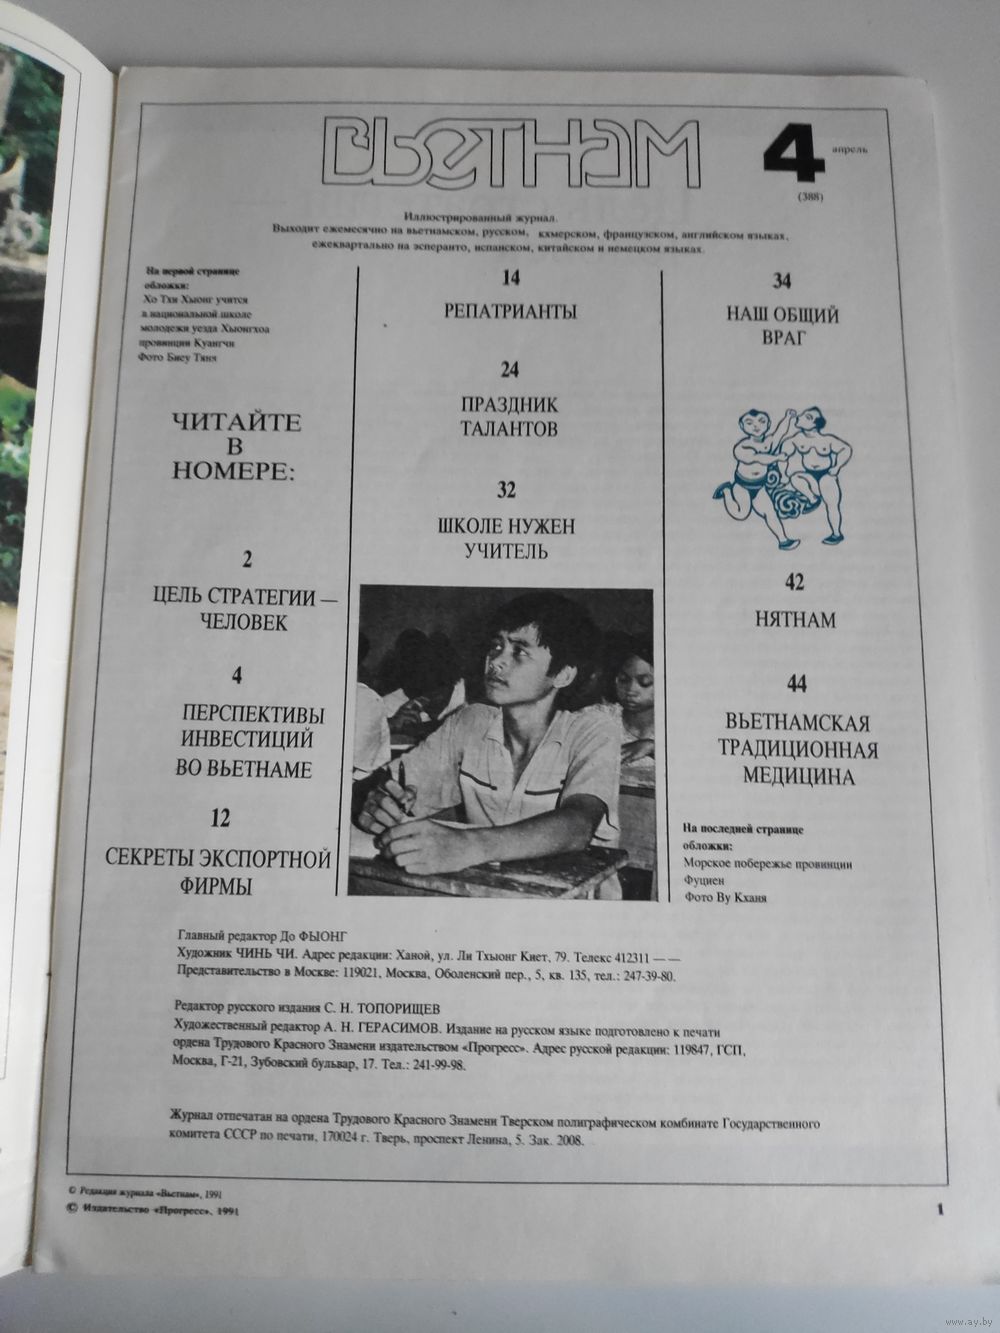 Вьетнам
4 апрель
(388)
Иллюстрированный журнал.
Выходит ежемесячно на вьетнамском, русском, кхмерском, французском, английском языках,
ежеквартально на эсперанто, испанском, китайском и немецком языках.
На первой странице
обложки:
Хо Тхи Хыонг учится
в национальной школе
молодежи уезда Хыонгхоа
провинции Куангчи
Фото Биеу Тяня
ЧИТАЙТЕ
В
НОМЕРЕ:
2
ЦЕЛЬ СТРАТЕГИИ —
ЧЕЛОВЕК
4
ПЕРСПЕКТИВЫ
ИНВЕСТИЦИЙ
ВО ВЬЕТНАМЕ
12
СЕКРЕТЫ ЭКСПОРТНОЙ
ФИРМЫ
14
РЕПАТРИАНТЫ
24
ПРАЗДНИК
ТАЛАНТОВ
32
ШКОЛЕ НУЖЕН
УЧИТЕЛЬ
34
НАШ ОБЩИЙ
ВРАГ
42
НЯТНАМ
44
ВЬЕТНАМСКАЯ
ТРАДИЦИОННАЯ
МЕДИЦИНА
На последней странице
обложки:
Морское побережье провинции
Фуциен
Фото Ву Кханя
Главный редактор До ФЫОНГ
Художник ЧИНЬ ЧИ. Адрес редакции: Ханой, ул. Ли Тхыонг Киет, 79. Телекс 412311 — —
Представительство в Москве: 119021, Москва, Оболенский пер., 5, кв. 135, тел.: 247-39-80.
Редактор русского издания С. Н. ТОПОРИЩЕВ
Художественный редактор А. Н. ГЕРАСИМОВ. Издание на русском языке подготовлено к печати
ордена Трудового Красного Знамени издательством «Прогресс». Адрес русской редакции: 119847, ГСП,
Москва, Г-21, Зубовский бульвар, 17. Тел.: 241-99-98.
Журнал отпечатан на ордена Трудового Красного Знамени Тверском полиграфическом комбинате Государственного
комитета СССР по печати, 170024 г. Тверь, проспект Ленина, 5. Зак. 2008.
© Редакция журнала «Вьетнам», 1991
© Издательство «Прогресс», 1991
1
www.ay.by